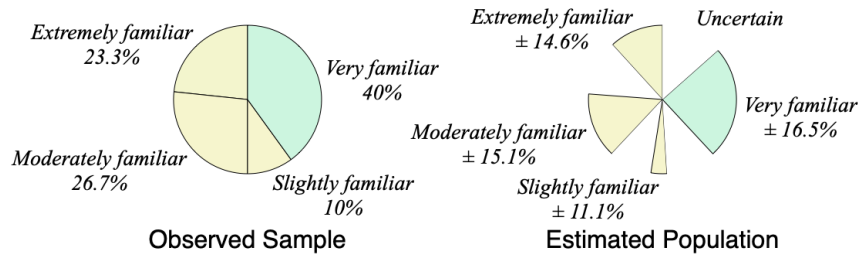 Extremely familiar
23.3%
Very familiar
40%
Moderately familiar
26.7%
Slightly familiar
10%
Observed Sample
Extremely familiar
± 14.6%
Uncertain
Very familiar
± 16.5%
Moderately familiar
± 15.1%
Slightly familiar
± 11.1%
Estimated Population